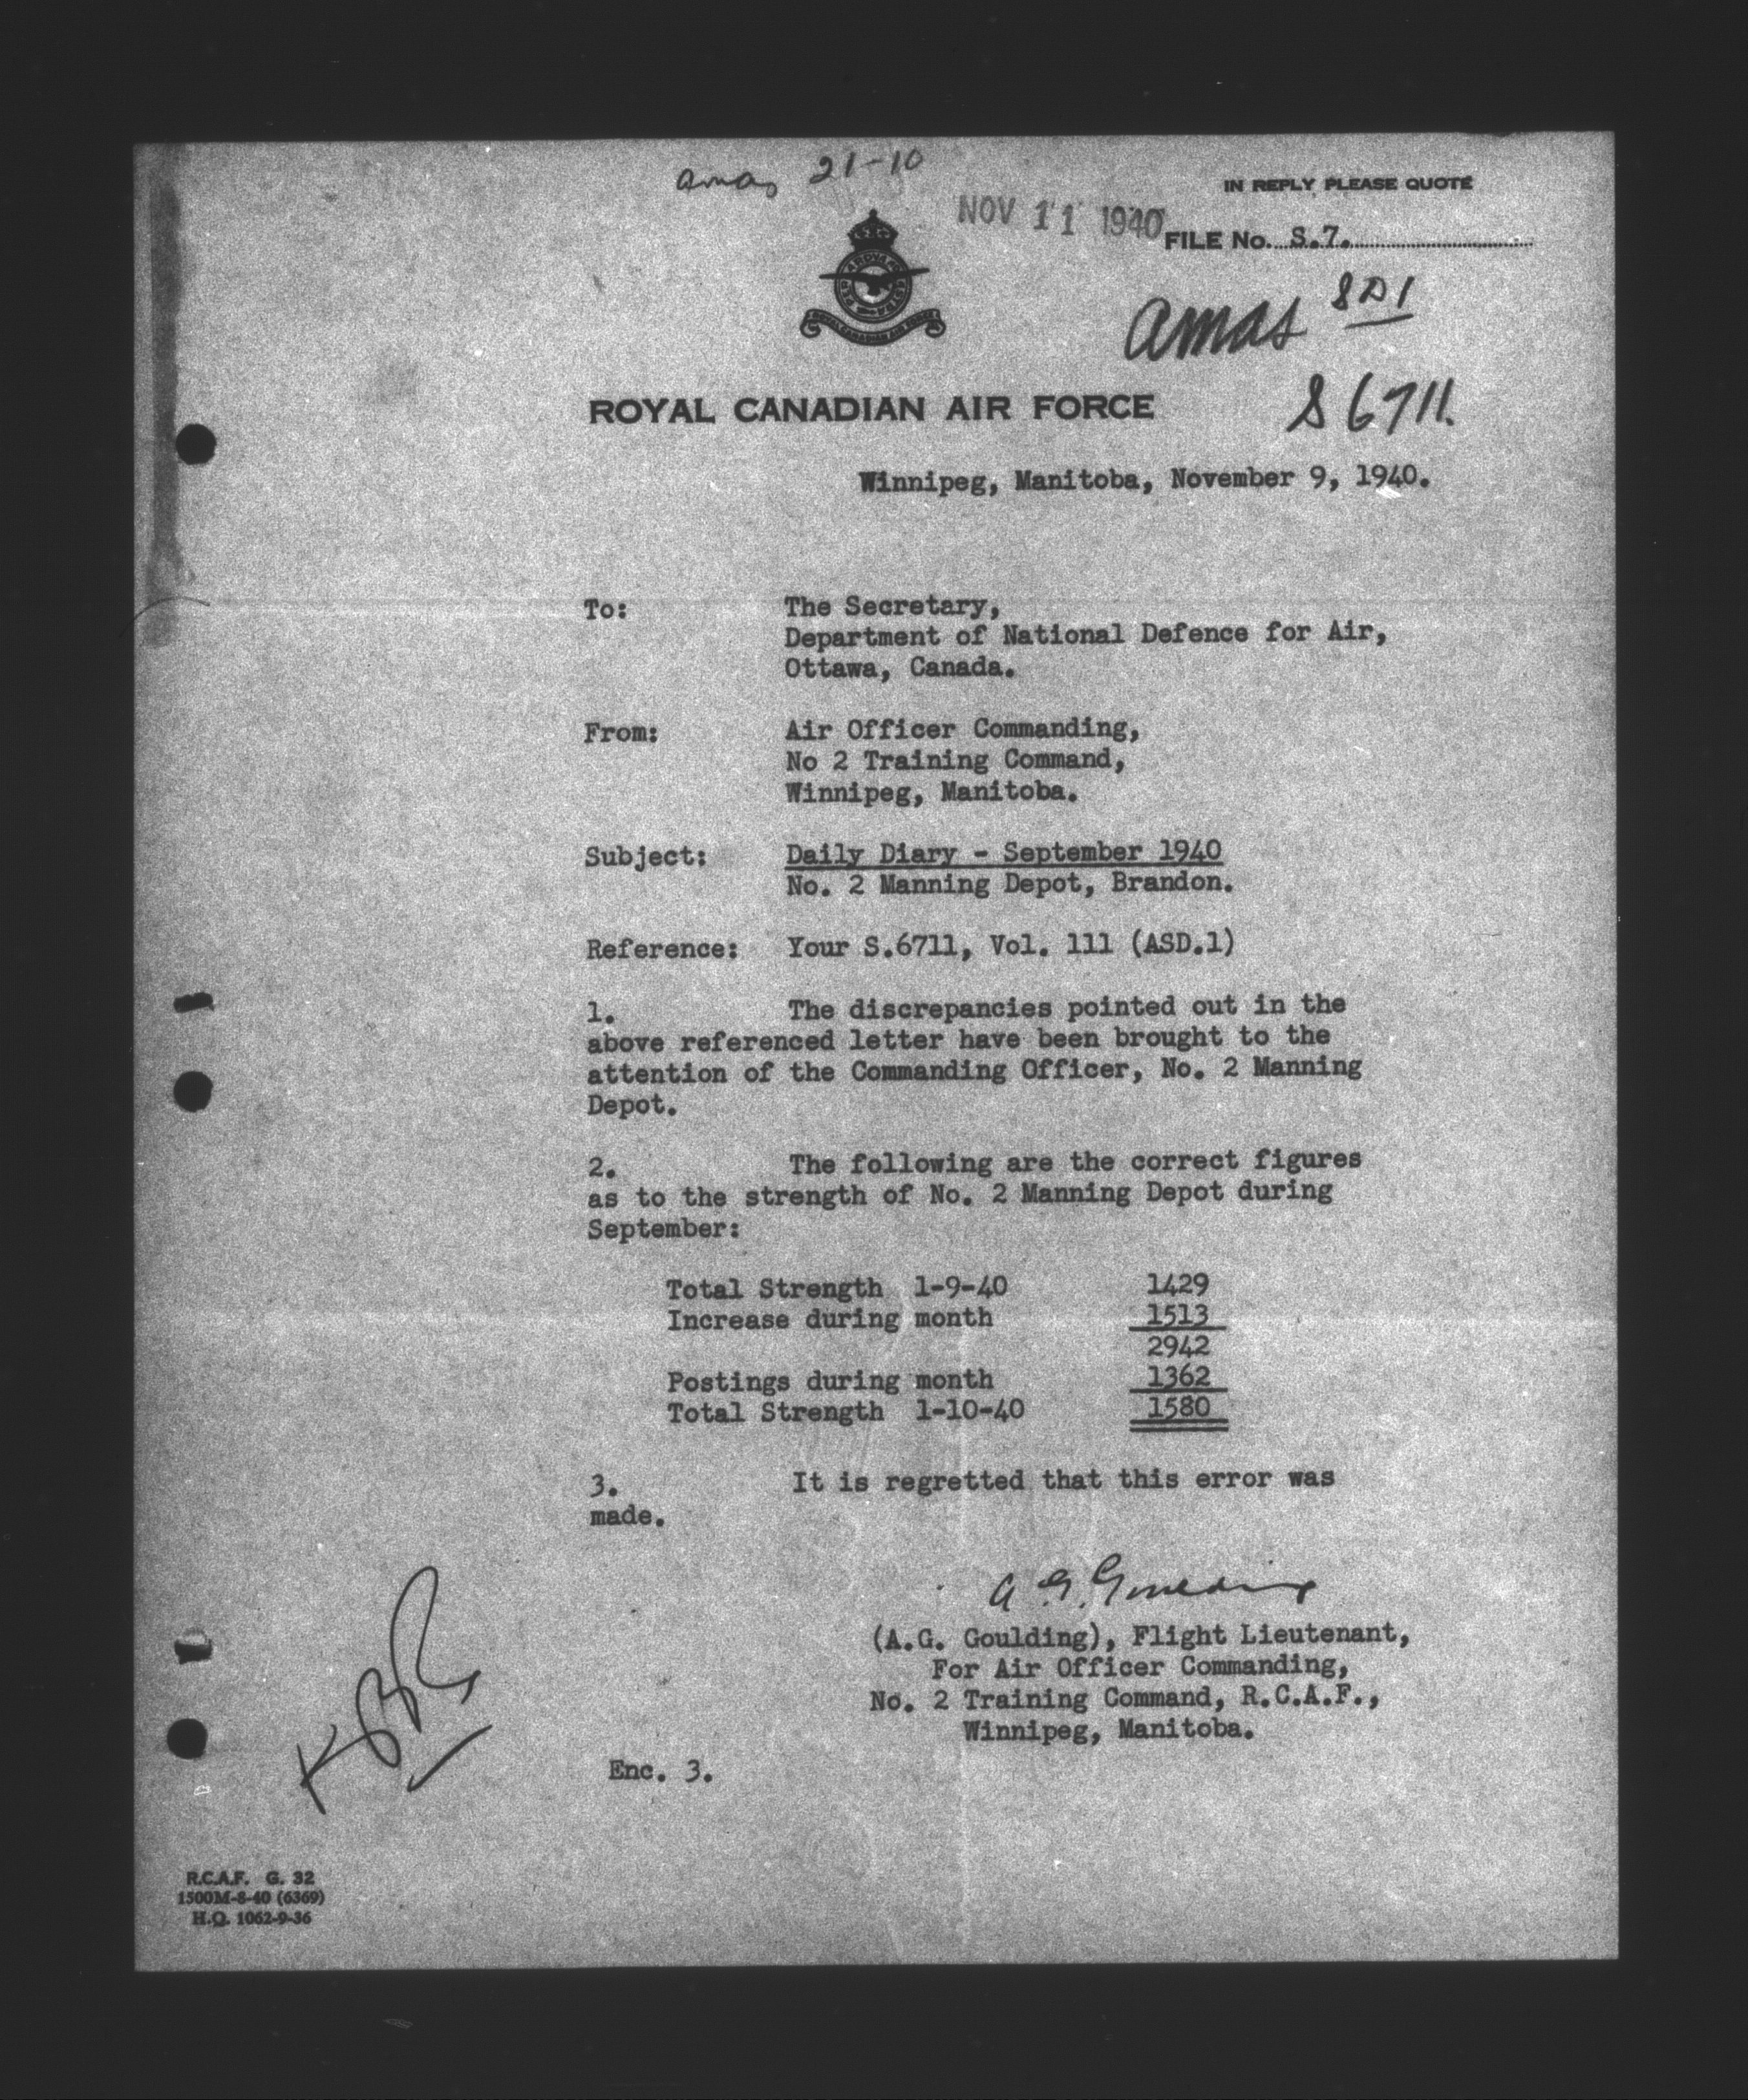 amas 21-10
IN REPLY PLEASE QUOTE
NOV 11 1940
FILE No. S.7.
amas
S 6711.
ROYAL CANADIAN AIR FORCE
Winnipeg, Manitoba, November 9, 1940.
To: The Secretary,
Department of National Defence for Air,
Ottawa, Canada.
From: Air Officer Commanding,
No 2 Training Command,
Winnipeg, Manitoba.
Subject: Daily Diary - September 1940
No. 2 Manning Depot, Brandon.
Reference: Your S.6711, Vol. 111 (ASD.1)
1. The discrepancies pointed out in the
above referenced letter have been brought to the
attention of the Commanding Officer, No. 2 Manning
Depot.
2. The following are the correct figures
as to the strength of No. 2 Manning Depot during
September:
Total Strength 1-9-40 1429
Increase during month 1513
2942
Postings during month 1362
Total Strength 1-10-40 1580
3. It is regretted that this error was
made.
A.G. Goulding
(A.G. Goulding), Flight Lieutenant,
For Air Officer Commanding,
No. 2 Training Command, R.C.A.F.,
Winnipeg, Manitoba.
Enc. 3.
R.C.A.F. G. 32
1500M-8-40 (6369)
H.Q. 1062-9-36